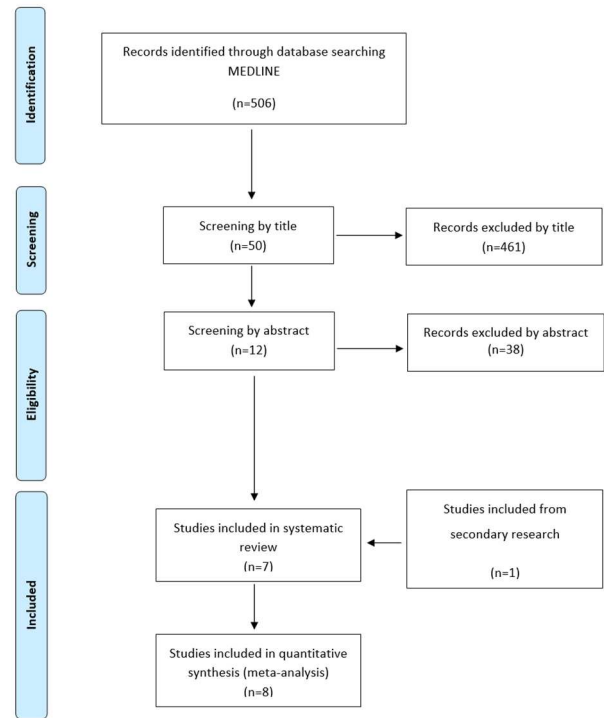 Identification
Records identified through database searching
MEDLINE
(n=506)
Screening
Screening by title
(n=50)
Records excluded by title
(n=461)
Eligibility
Screening by abstract
(n=12)
Records excluded by abstract
(n=38)
Included
Studies included in systematic
review
(n=7)
Studies included from
secondary research
(n=1)
Studies included in quantitative
synthesis (meta-analysis)
(n=8)